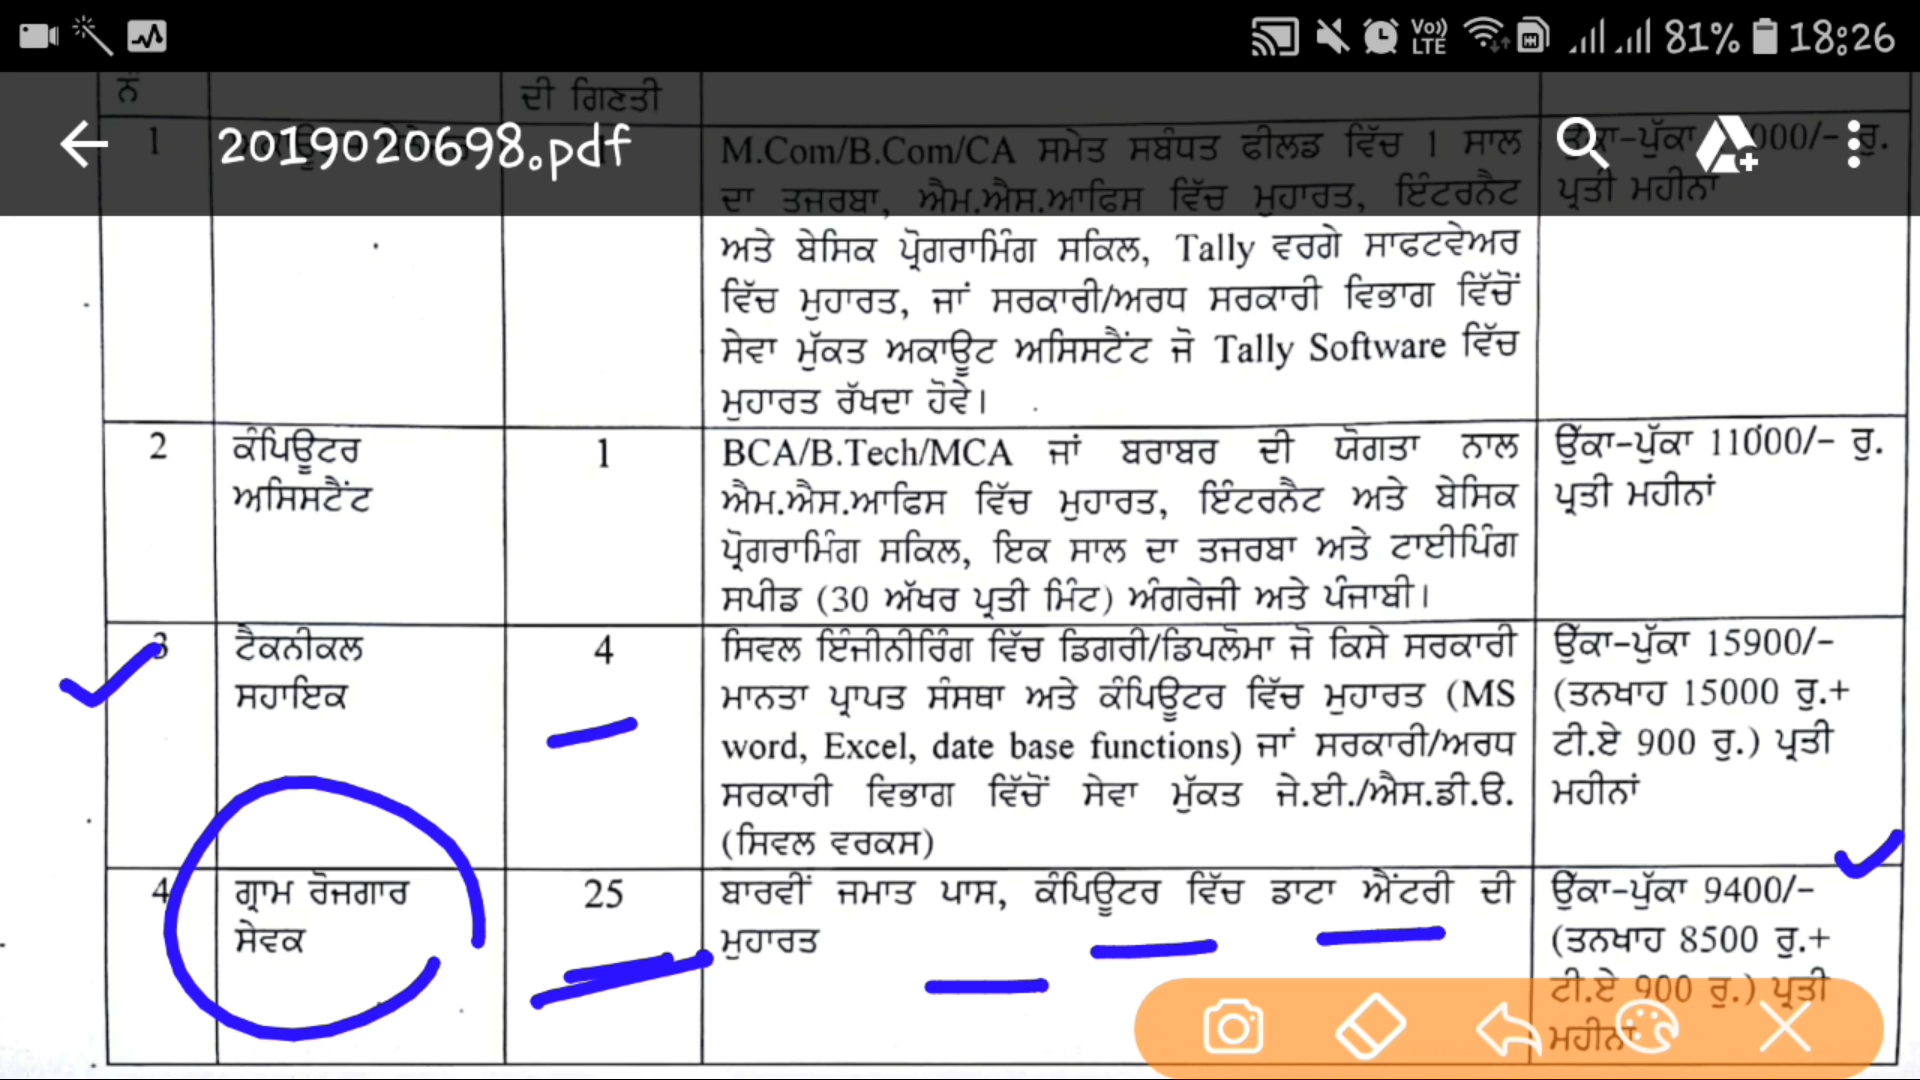 81% 18:26
Vo)) LTE
ਨੰ ਦੀ ਗਿਣਤੀ
2019020698.pdf
1 M.Com/B.Com/CA ਸਮੇਤ ਸਬੰਧਤ ਫੀਲਡ ਵਿੱਚ 1 ਸਾਲ ਉੱਕਾ-ਪੁੱਕਾ 000/- ਰੁ.
ਦਾ ਤਜਰਬਾ, ਐਮ.ਐਸ.ਆਫਿਸ ਵਿੱਚ ਮੁਹਾਰਤ, ਇੰਟਰਨੈਟ ਪ੍ਰਤੀ ਮਹੀਨਾਂ
ਅਤੇ ਬੇਸਿਕ ਪ੍ਰੋਗਰਾਮਿੰਗ ਸਕਿਲ, Tally ਵਰਗੇ ਸਾਫਟਵੇਅਰ
ਵਿੱਚ ਮੁਹਾਰਤ, ਜਾਂ ਸਰਕਾਰੀ/ਅਰਧ ਸਰਕਾਰੀ ਵਿਭਾਗ ਵਿੱਚੋਂ
ਸੇਵਾ ਮੁੱਕਤ ਅਕਾਊਟ ਅਸਿਸਟੈਂਟ ਜੋ Tally Software ਵਿੱਚ
ਮੁਹਾਰਤ ਰੱਖਦਾ ਹੋਵੇ।
2 ਕੰਪਿਊਟਰ 1 BCA/B.Tech/MCA ਜਾਂ ਬਰਾਬਰ ਦੀ ਯੋਗਤਾ ਨਾਲ ਉੱਕਾ-ਪੁੱਕਾ 11000/- ਰੁ.
ਅਸਿਸਟੈਂਟ ਐਮ.ਐਸ.ਆਫਿਸ ਵਿੱਚ ਮੁਹਾਰਤ, ਇੰਟਰਨੈਟ ਅਤੇ ਬੇਸਿਕ ਪ੍ਰਤੀ ਮਹੀਨਾਂ
ਪ੍ਰੋਗਰਾਮਿੰਗ ਸਕਿਲ, ਇਕ ਸਾਲ ਦਾ ਤਜਰਬਾ ਅਤੇ ਟਾਈਪਿੰਗ
ਸਪੀਡ (30 ਅੱਖਰ ਪ੍ਰਤੀ ਮਿੰਟ) ਅੰਗਰੇਜੀ ਅਤੇ ਪੰਜਾਬੀ।
3 ਟੈਕਨੀਕਲ 4 ਸਿਵਲ ਇੰਜੀਨੀਰਿੰਗ ਵਿੱਚ ਡਿਗਰੀ/ਡਿਪਲੋਮਾ ਜੋ ਕਿਸੇ ਸਰਕਾਰੀ ਉੱਕਾ-ਪੁੱਕਾ 15900/-
ਸਹਾਇਕ ਮਾਨਤਾ ਪ੍ਰਾਪਤ ਸੰਸਥਾ ਅਤੇ ਕੰਪਿਊਟਰ ਵਿੱਚ ਮੁਹਾਰਤ (MS (ਤਨਖਾਹ 15000 ਰੁ.+
word, Excel, date base functions) ਜਾਂ ਸਰਕਾਰੀ/ਅਰਧ ਟੀ.ਏ 900 ਰੁ.) ਪ੍ਰਤੀ
ਸਰਕਾਰੀ ਵਿਭਾਗ ਵਿੱਚੋਂ ਸੇਵਾ ਮੁੱਕਤ ਜੇ.ਈ./ਐਸ.ਡੀ.ਓ. ਮਹੀਨਾਂ
(ਸਿਵਲ ਵਰਕਸ)
4 ਗ੍ਰਾਮ ਰੋਜਗਾਰ 25 ਬਾਰਵੀਂ ਜਮਾਤ ਪਾਸ, ਕੰਪਿਊਟਰ ਵਿੱਚ ਡਾਟਾ ਐਂਟਰੀ ਦੀ ਉੱਕਾ-ਪੁੱਕਾ 9400/-
ਸੇਵਕ ਮੁਹਾਰਤ (ਤਨਖਾਹ 8500 ਰੁ.+
ਟੀ.ਏ 900 ਰੁ.) ਪ੍ਰਤੀ
ਮਹੀਨਾਂ